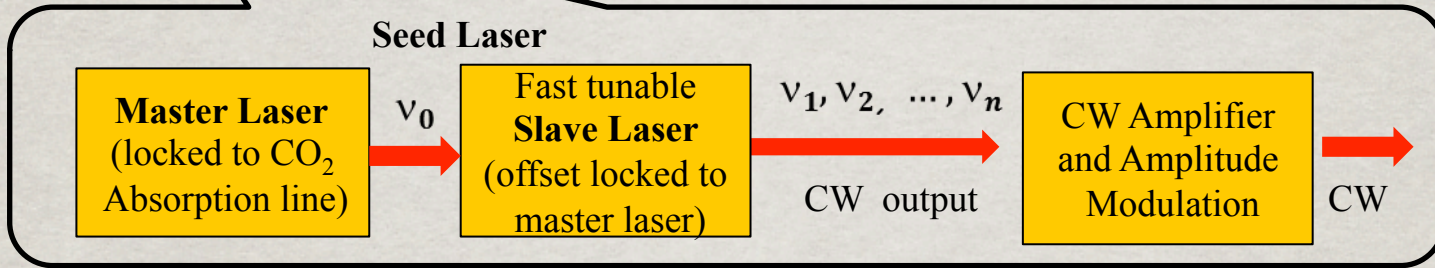 Seed Laser
Master Laser
(locked to CO₂
Absorption line)
ν₀
Fast tunable
Slave Laser
(offset locked to
master laser)
ν₁, ν₂, …, νₙ
CW output
CW Amplifier
and Amplitude
Modulation
CW